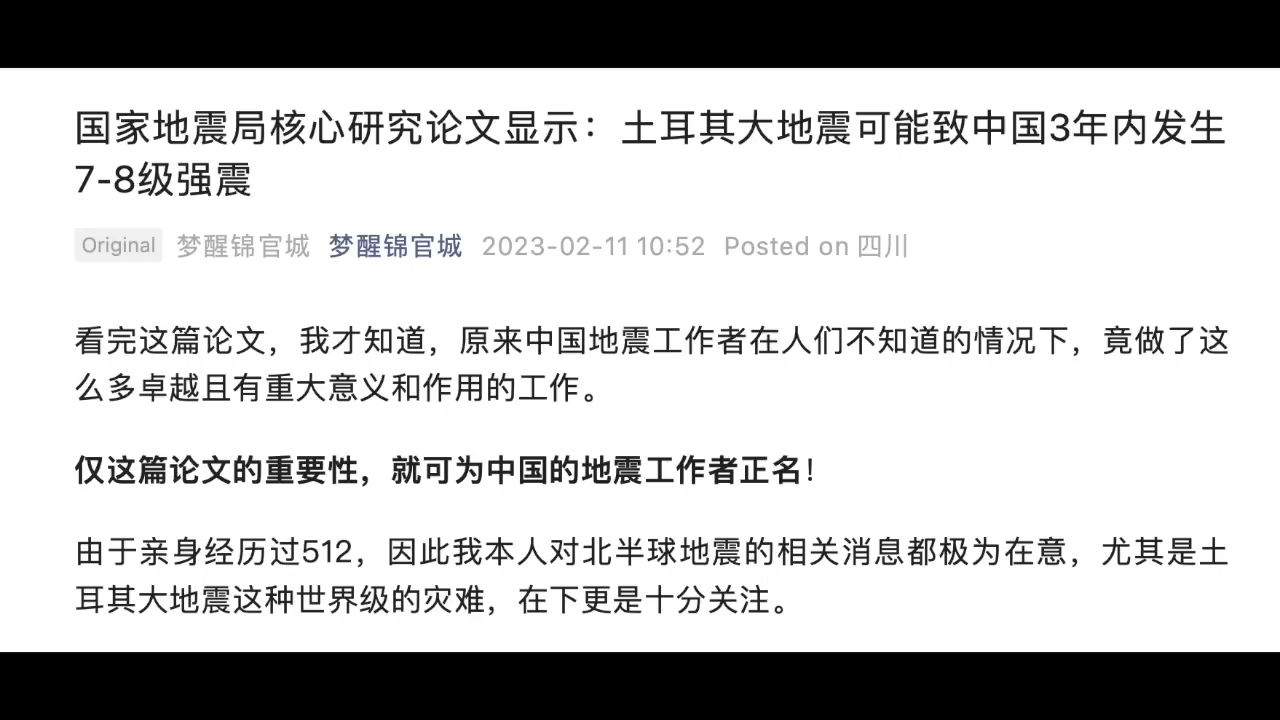 国家地震局核心研究论文显示：土耳其大地震可能致中国3年内发生
7-8级强震
Original 梦醒锦官城 梦醒锦官城 2023-02-11 10:52 Posted on 四川
看完这篇论文，我才知道，原来中国地震工作者在人们不知道的情况下，竟做了这
么多卓越且有重大意义和作用的工作。
仅这篇论文的重要性，就可为中国的地震工作者正名！
由于亲身经历过512，因此我本人对北半球地震的相关消息都极为在意，尤其是土
耳其大地震这种世界级的灾难，在下更是十分关注。